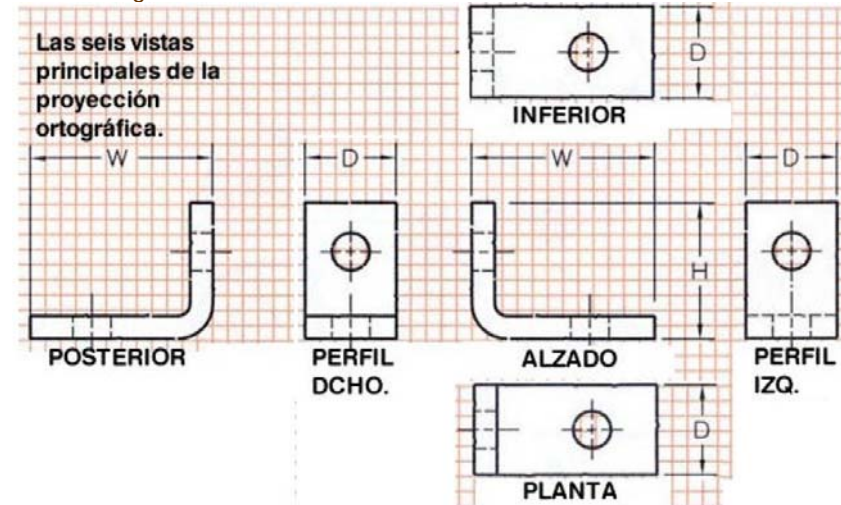 Las seis vistas
principales de la
proyección
ortográfica.
D
INFERIOR
W
D
W
D
H
POSTERIOR
PERFIL
DCHO.
ALZADO
PERFIL
IZQ.
D
PLANTA